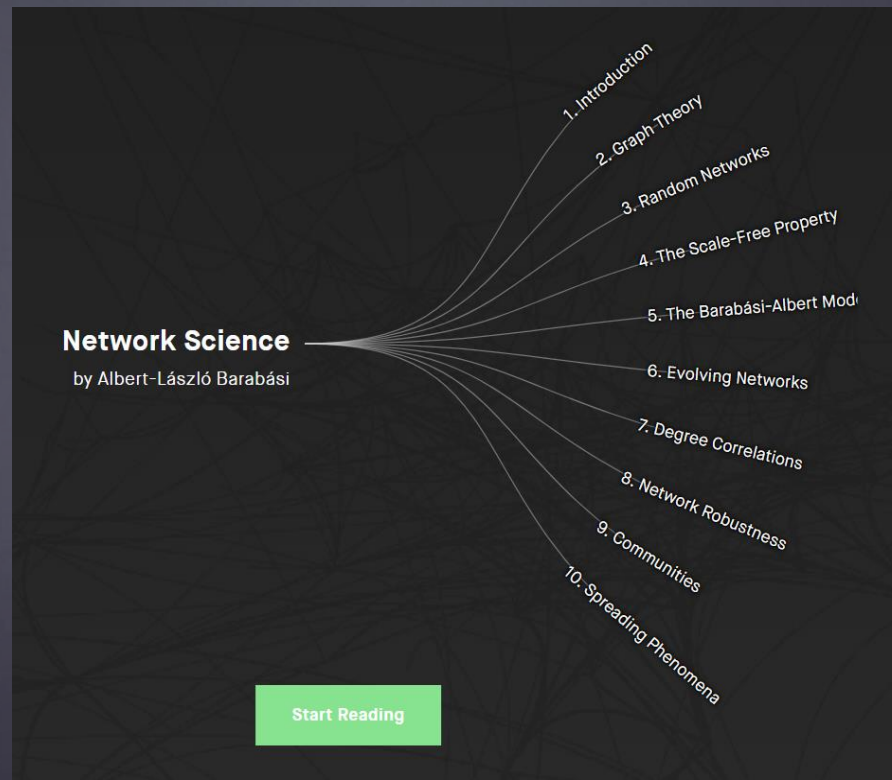 Network Science
by Albert-László Barabási
1. Introduction
2. Graph Theory
3. Random Networks
4. The Scale-Free Property
5. The Barabási-Albert Mod
6. Evolving Networks
7. Degree Correlations
8. Network Robustness
9. Communities
10. Spreading Phenomena
Start Reading